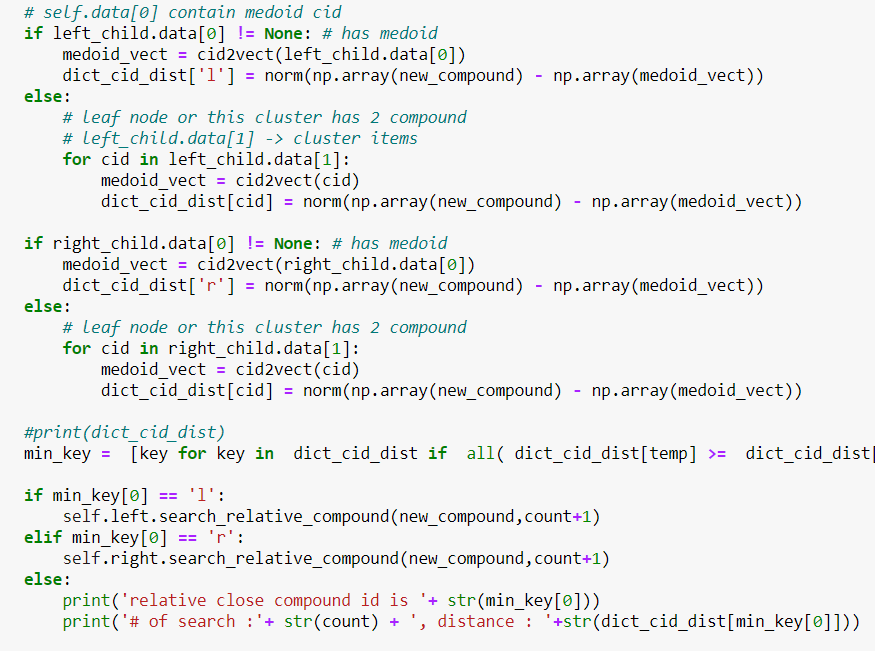 # self.data[0] contain medoid cid
if left_child.data[0] != None: # has medoid
    medoid_vect = cid2vect(left_child.data[0])
    dict_cid_dist['l'] = norm(np.array(new_compound) - np.array(medoid_vect))
else:
    # leaf node or this cluster has 2 compound
    # left_child.data[1] -> cluster items
    for cid in left_child.data[1]:
        medoid_vect = cid2vect(cid)
        dict_cid_dist[cid] = norm(np.array(new_compound) - np.array(medoid_vect))
if right_child.data[0] != None: # has medoid
    medoid_vect = cid2vect(right_child.data[0])
    dict_cid_dist['r'] = norm(np.array(new_compound) - np.array(medoid_vect))
else:
    # leaf node or this cluster has 2 compound
    for cid in right_child.data[1]:
        medoid_vect = cid2vect(cid)
        dict_cid_dist[cid] = norm(np.array(new_compound) - np.array(medoid_vect))
#print(dict_cid_dist)
min_key =  [key for key in  dict_cid_dist if  all( dict_cid_dist[temp] >=  dict_cid_dist[
if min_key[0] == 'l':
    self.left.search_relative_compound(new_compound,count+1)
elif min_key[0] == 'r':
    self.right.search_relative_compound(new_compound,count+1)
else:
    print('relative close compound id is '+ str(min_key[0]))
    print('# of search :'+ str(count) + ', distance : '+str(dict_cid_dist[min_key[0]]))